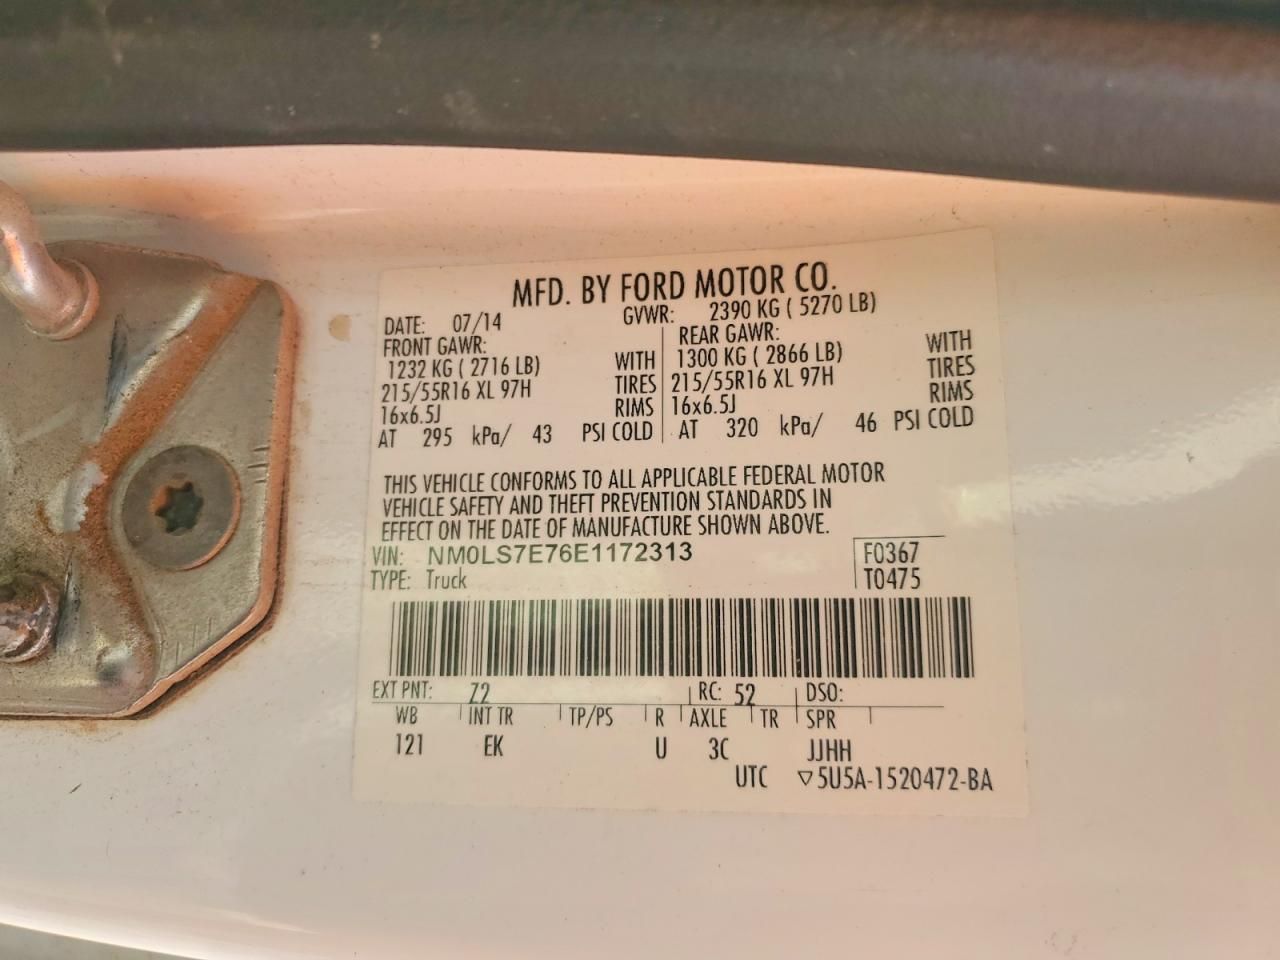 MFD. BY FORD MOTOR CO.
DATE: 07/14 GVWR: 2390 KG ( 5270 LB)
FRONT GAWR: REAR GAWR:
1232 KG ( 2716 LB) WITH 1300 KG ( 2866 LB) WITH
215/55R16 XL 97H TIRES 215/55R16 XL 97H TIRES
16x6.5J RIMS 16x6.5J RIMS
AT 295 kPa/ 43 PSI COLD AT 320 kPa/ 46 PSI COLD
THIS VEHICLE CONFORMS TO ALL APPLICABLE FEDERAL MOTOR
VEHICLE SAFETY AND THEFT PREVENTION STANDARDS IN
EFFECT ON THE DATE OF MANUFACTURE SHOWN ABOVE.
VIN: NM0LS7E76E1172313 F0367
TYPE: Truck T0475
EXT PNT: Z2 RC: 52 DSO:
WB INT TR TP/PS R AXLE TR SPR
121 EK U 3C JJHH
UTC ▽5U5A-1520472-BA